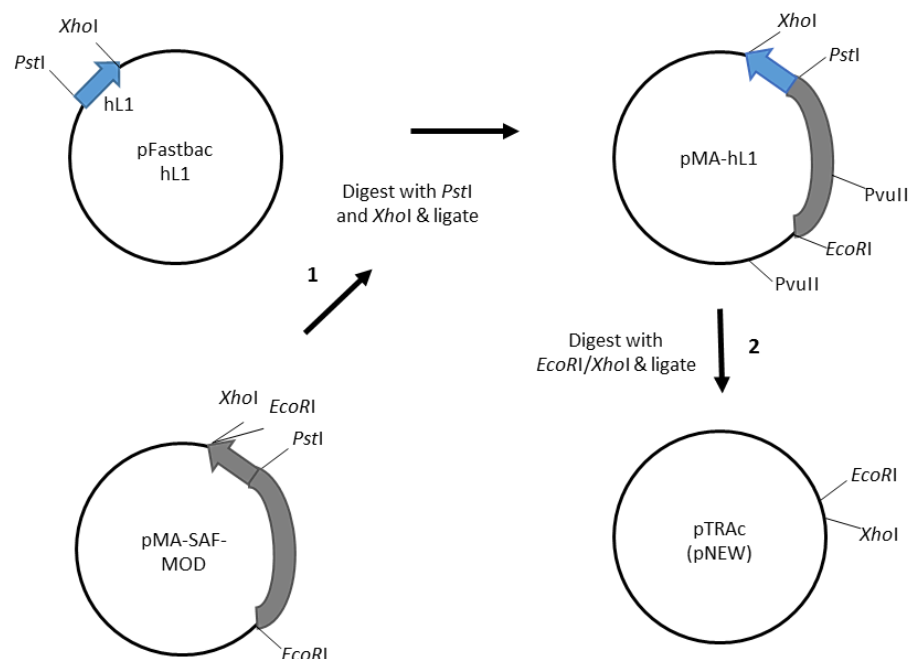 XhoI
PstI
hL1
pFastbac
hL1
Digest with PstI
and XhoI & ligate
1
XhoI
PstI
pMA-hL1
PvuII
EcoRI
PvuII
Digest with
EcoRI/XhoI & ligate
2
XhoI
EcoRI
PstI
pMA-SAF-
MOD
EcoRI
EcoRI
XhoI
pTRAc
(pNEW)